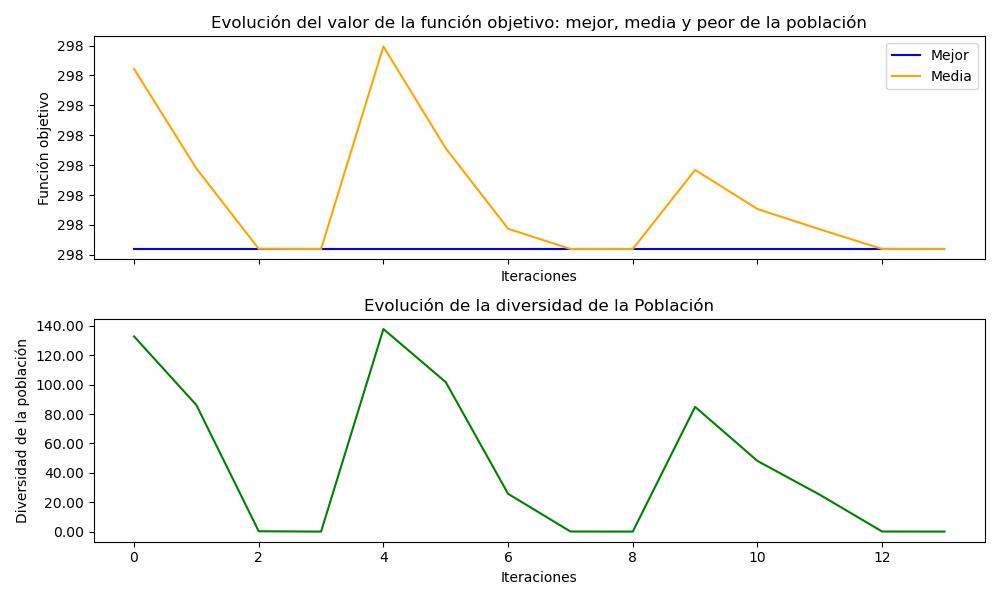 Evolución del valor de la función objetivo: mejor, media y peor de la población
298
298
298
298
298
298
298
298
Función objetivo
Mejor
Media
Iteraciones
Evolución de la diversidad de la Población
140.00
120.00
100.00
80.00
60.00
40.00
20.00
0.00
Diversidad de la población
0 2 4 6 8 10 12
Iteraciones